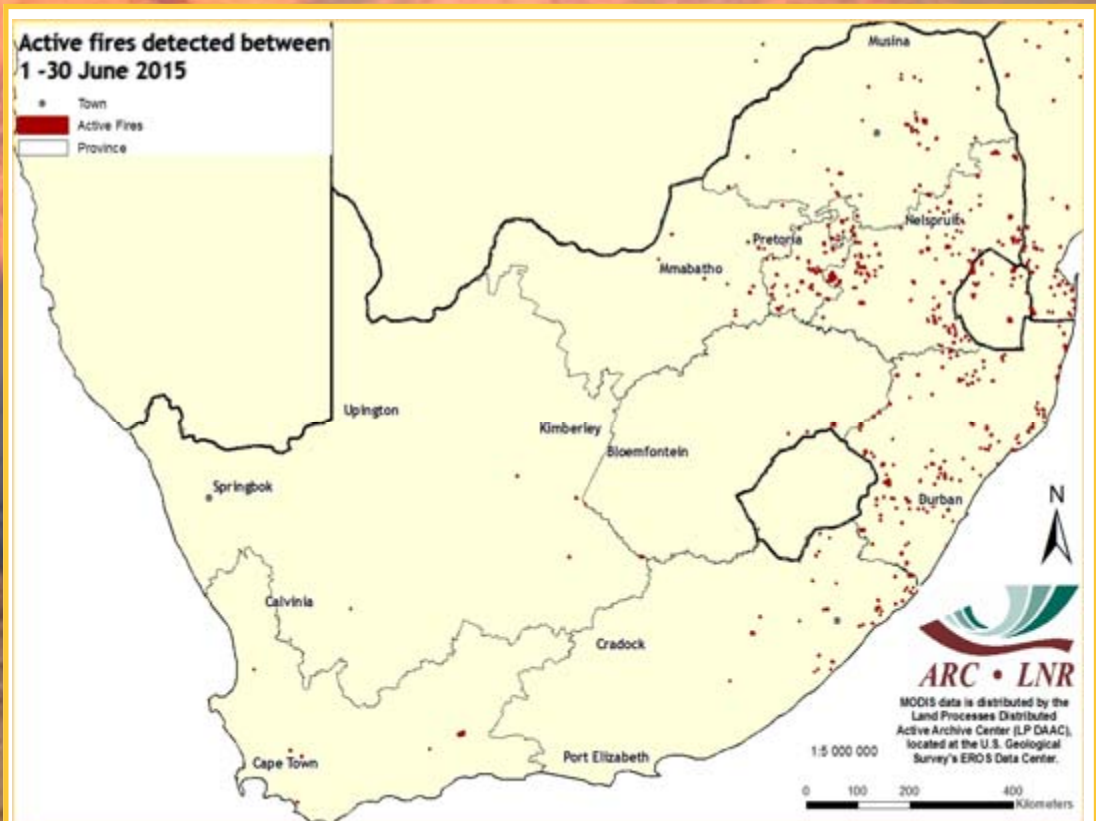 Active fires detected between
1 -30 June 2015
Town
Active Fires
Province
Musina
Nelspruit
Pretoria
Mmabatho
Upington
Kimberley
Bloemfontein
Springbok
Durban
N
Calvinia
Cradock
ARC • LNR
MODIS data is distributed by the
Land Processes Distributed
Active Archive Center (LP DAAC),
located at the U.S. Geological
Survey's EROS Data Center.
1:5 000 000
Cape Town
Port Elizabeth
0 100 200 400
Kilometers